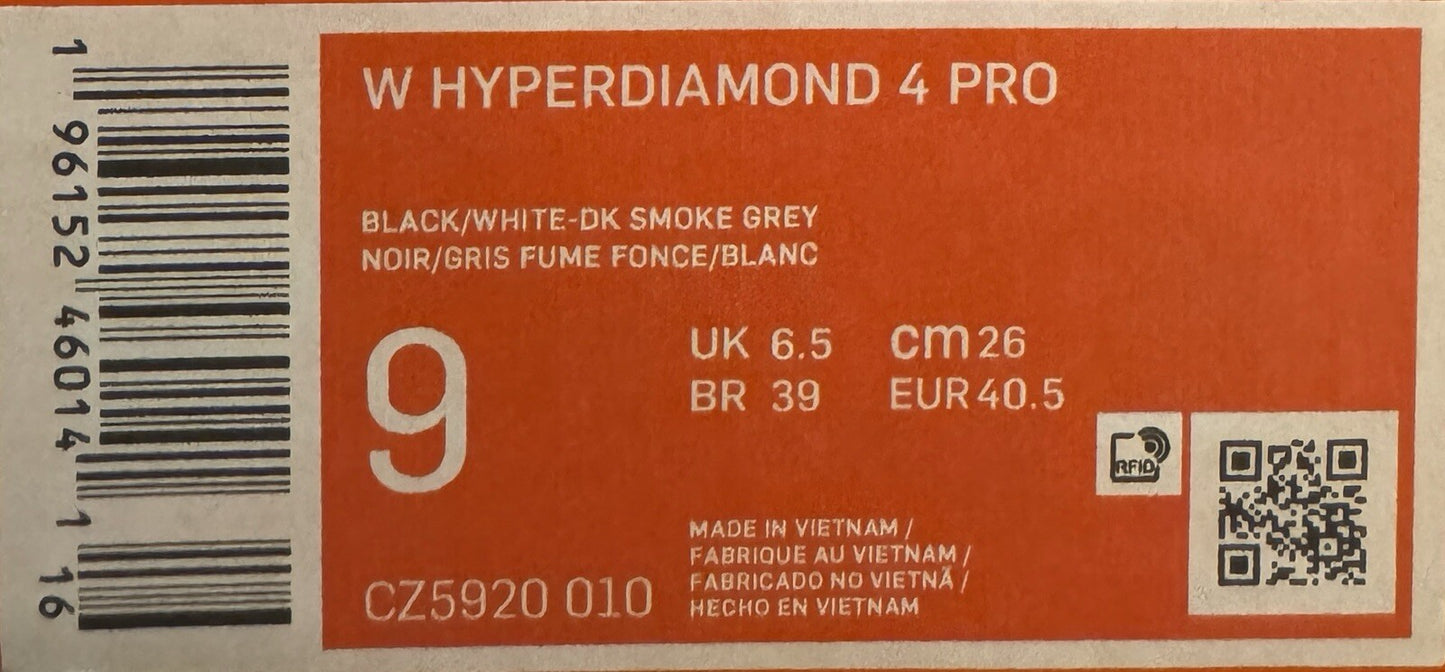 1 96152 46014 1 16
W HYPERDIAMOND 4 PRO
BLACK/WHITE-DK SMOKE GREY
NOIR/GRIS FUME FONCE/BLANC
9
UK 6.5 cm 26
BR 39 EUR 40.5
RFID
MADE IN VIETNAM /
FABRIQUE AU VIETNAM /
FABRICADO NO VIETNÃ /
HECHO EN VIETNAM
CZ5920 010